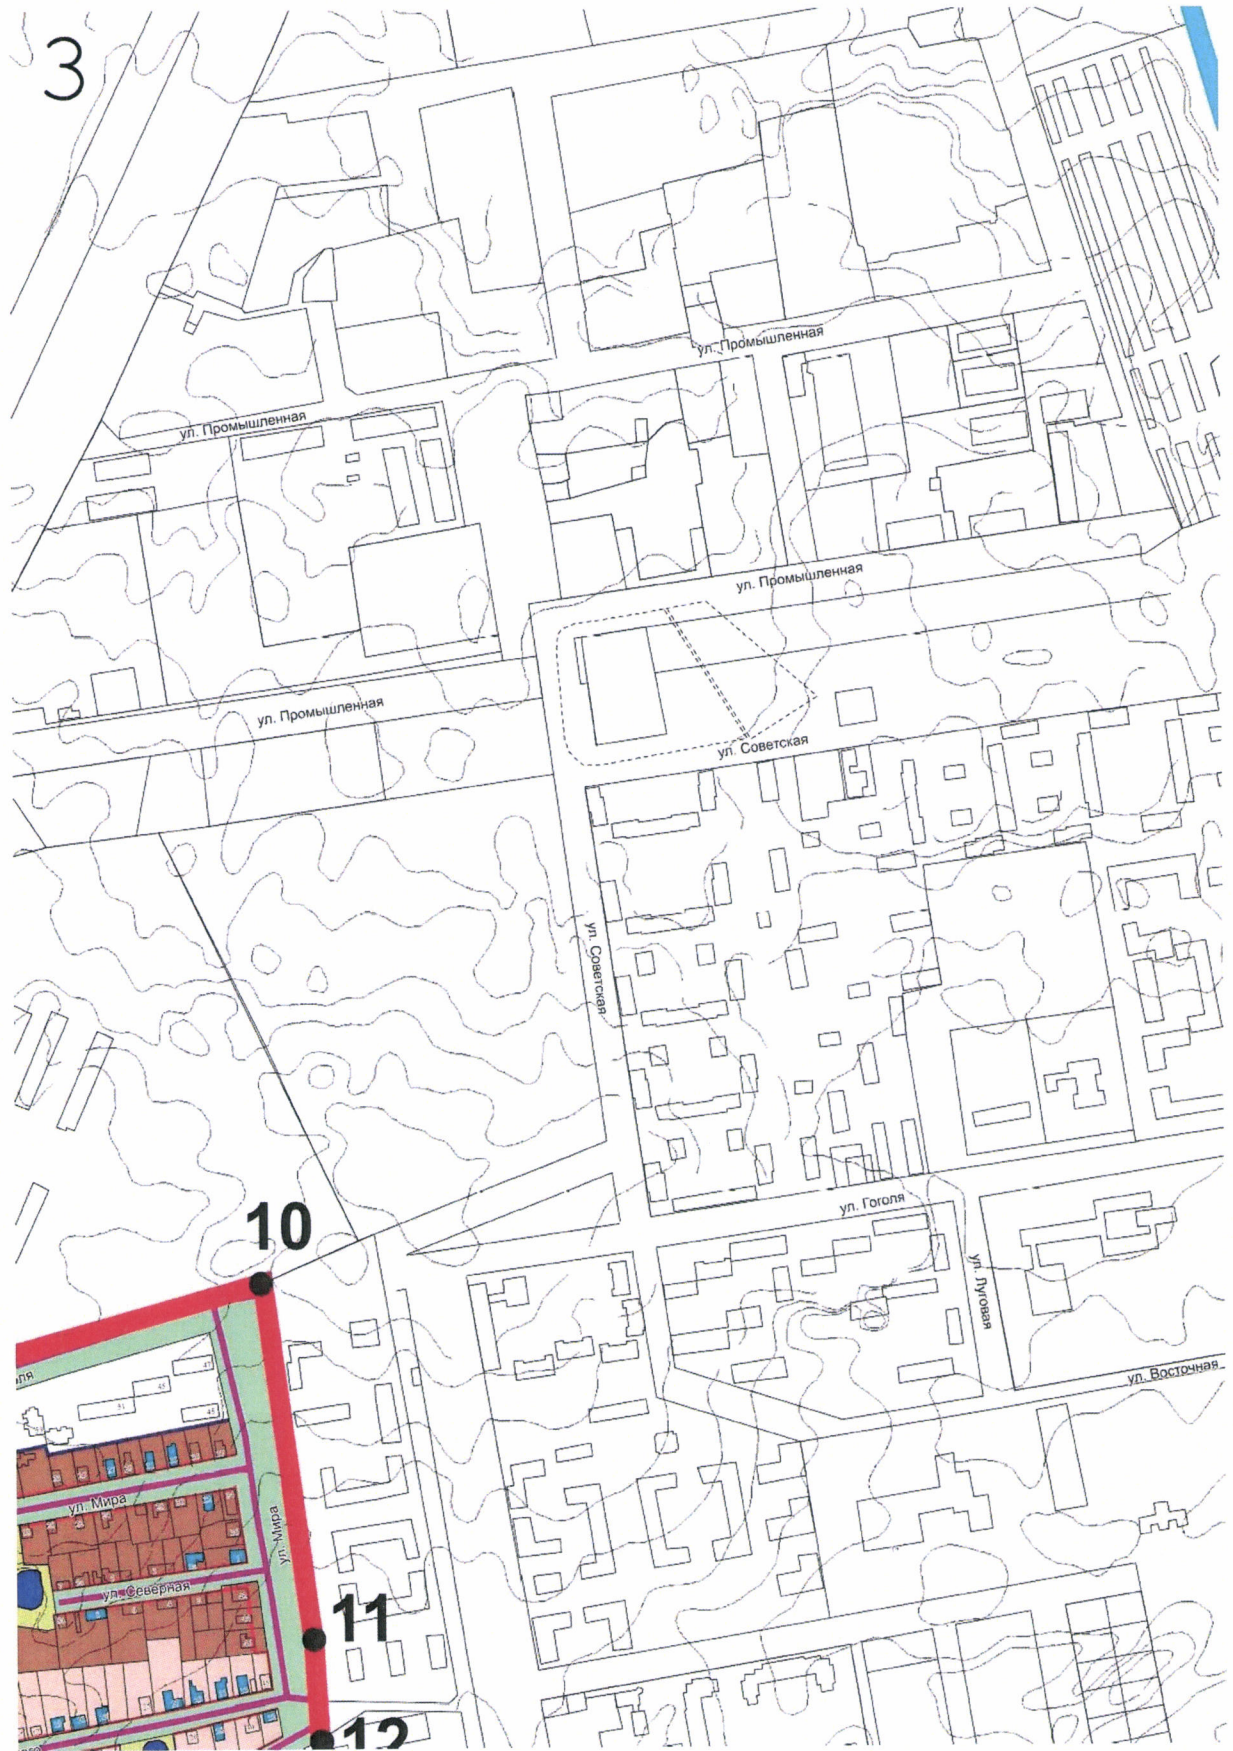 3
ул. Промышленная
ул. Промышленная
ул. Промышленная
ул. Промышленная
ул. Советская
ул. Советская
ул. Гоголя
10
ул. Луговая
ул. Восточная
ул. Мира
ул. Мира
ул. Северная
11
12